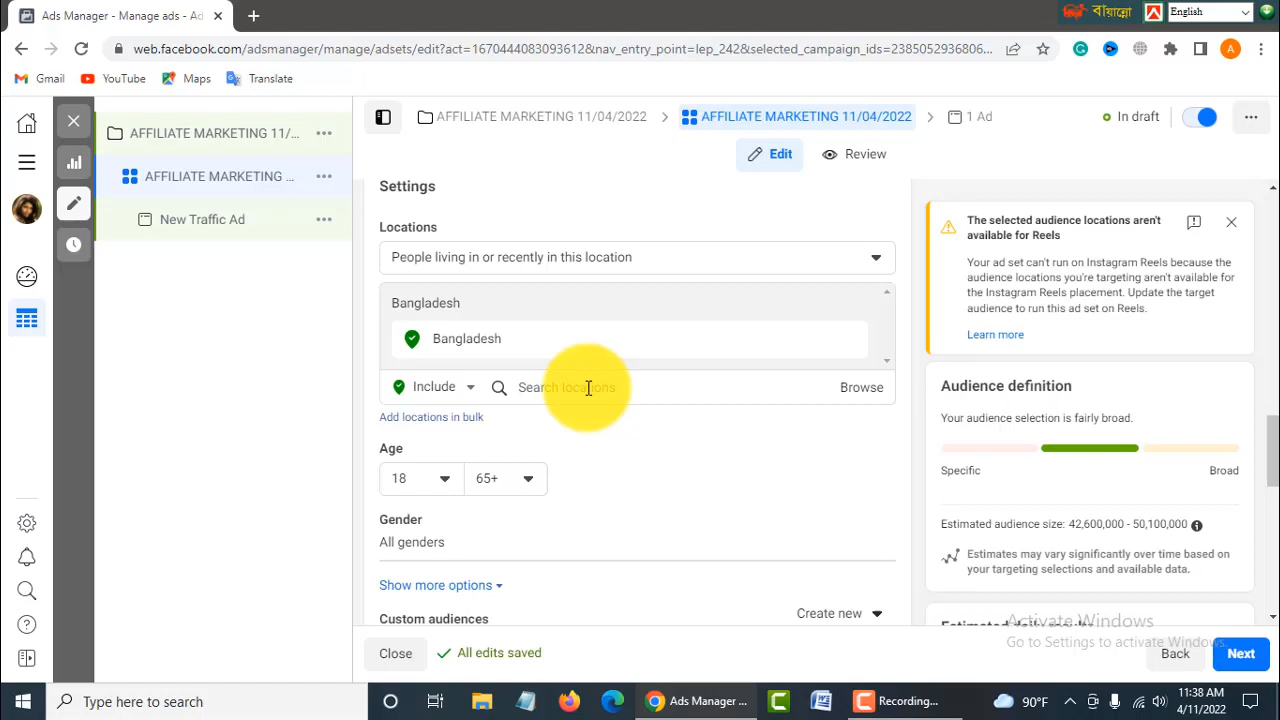 Ads Manager - Manage ads - Ad
বায়ান্নো
English
web.facebook.com/adsmanager/manage/adsets/edit?act=1670444083093612&nav_entry_point=lep_242&selected_campaign_ids=2385052936806...
A
Gmail
YouTube
Maps
Translate
AFFILIATE MARKETING 11/...
AFFILIATE MARKETING ...
New Traffic Ad
AFFILIATE MARKETING 11/04/2022
AFFILIATE MARKETING 11/04/2022
1 Ad
In draft
Edit
Review
Settings
Locations
People living in or recently in this location
Bangladesh
Bangladesh
Include
Search locations
Browse
Add locations in bulk
Age
18
65+
Gender
All genders
Show more options
Custom audiences
Create new
Close
All edits saved
Back
Next
The selected audience locations aren't
available for Reels
Your ad set can't run on Instagram Reels because the
audience locations you're targeting aren't available for
the Instagram Reels placement. Update the target
audience to run this ad set on Reels.
Learn more
Audience definition
Your audience selection is fairly broad.
Specific
Broad
Estimated audience size: 42,600,000 - 50,100,000
Estimates may vary significantly over time based on
your targeting selections and available data.
Estimated daily results
Activate Windows
Go to Settings to activate Windows.
Type here to search
Ads Manager ...
Recording...
90°F
11:38 AM
4/11/2022